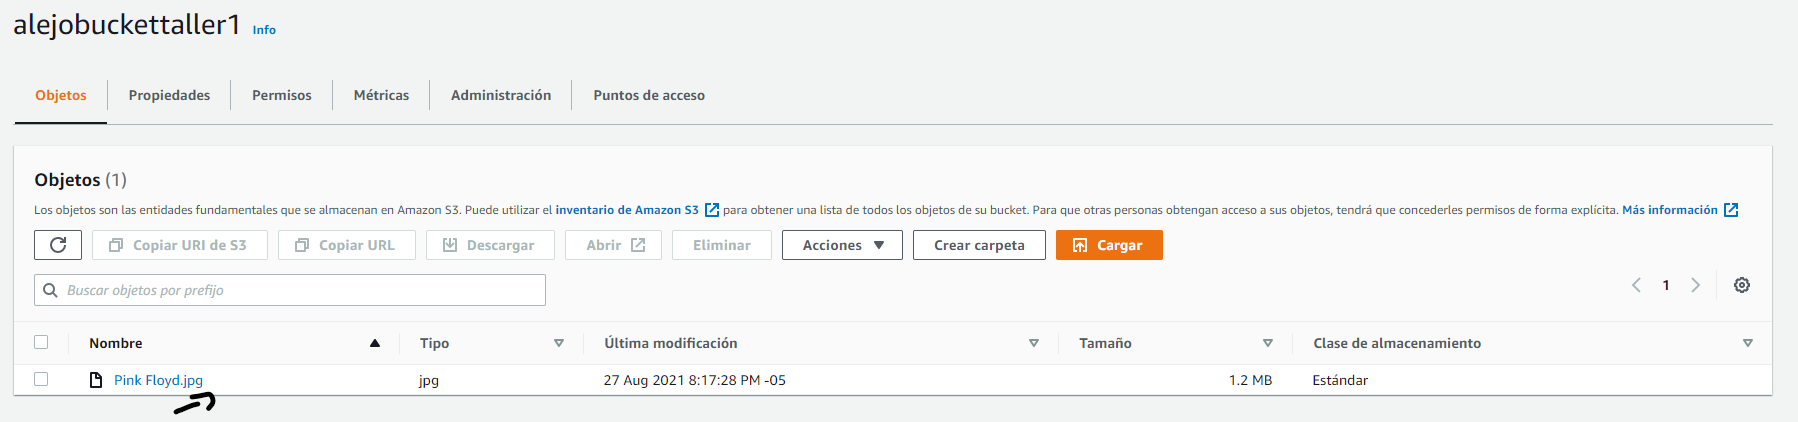 alejobuckettaller1 Info
Objetos Propiedades Permisos Métricas Administración Puntos de acceso
Objetos (1)
Los objetos son las entidades fundamentales que se almacenan en Amazon S3. Puede utilizar el inventario de Amazon S3 para obtener una lista de todos los objetos de su bucket. Para que otras personas obtengan acceso a sus objetos, tendrá que concederles permisos de forma explícita. Más información
Copiar URI de S3 Copiar URL Descargar Abrir Eliminar Acciones Crear carpeta Cargar
Buscar objetos por prefijo 1
Nombre Tipo Última modificación Tamaño Clase de almacenamiento
Pink Floyd.jpg jpg 27 Aug 2021 8:17:28 PM -05 1.2 MB Estándar